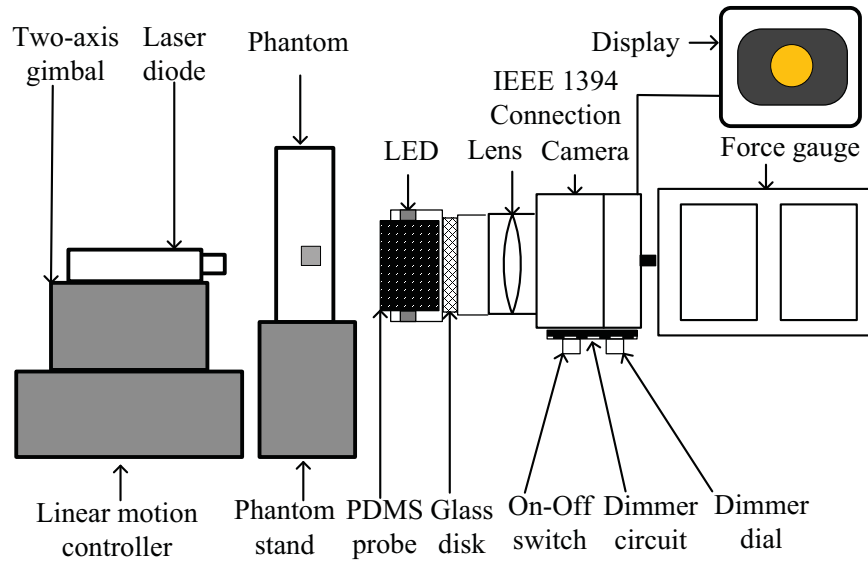 Two-axis
gimbal
Laser
diode
Phantom
Display
IEEE 1394
Connection
LED
Lens
Camera
Force gauge
Linear motion
controller
Phantom
stand
PDMS
probe
Glass
disk
On-Off
switch
Dimmer
circuit
Dimmer
dial